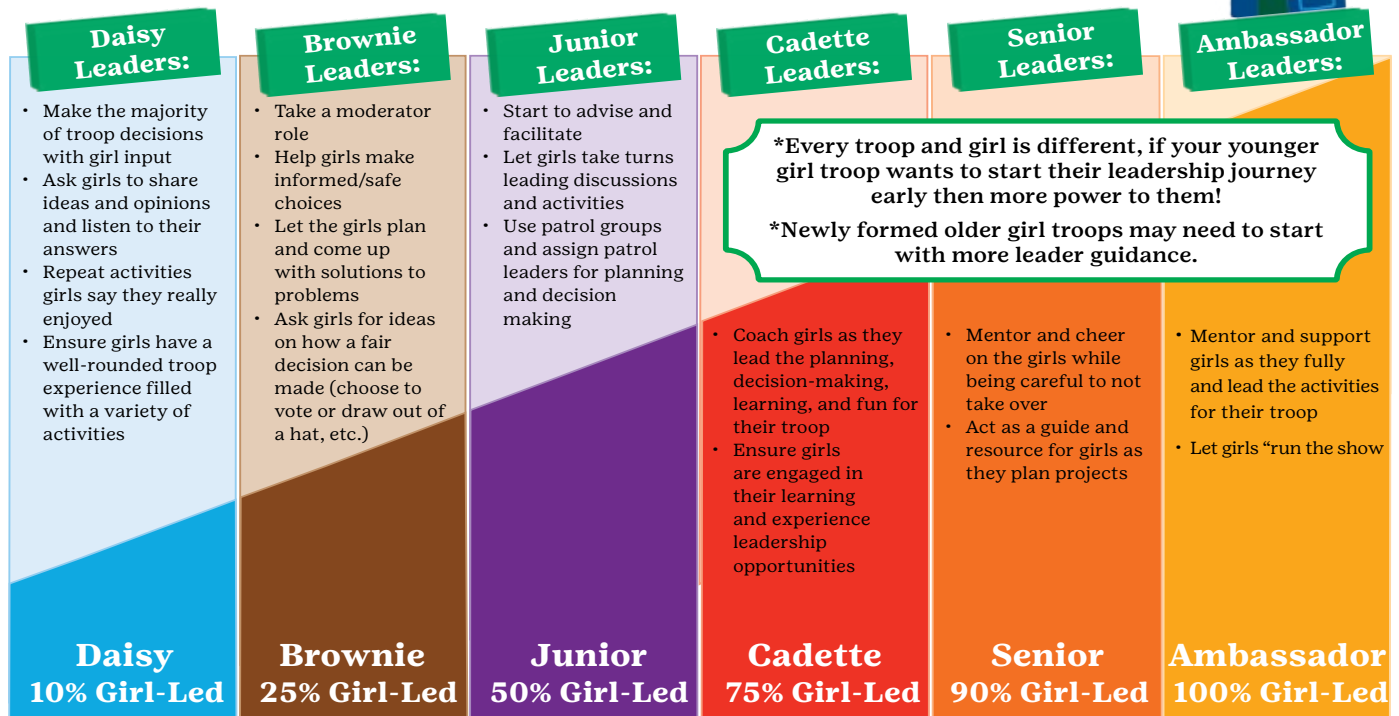 Daisy
Leaders:
• Make the majority
of troop decisions
with girl input
• Ask girls to share
ideas and opinions
and listen to their
answers
• Repeat activities
girls say they really
enjoyed
• Ensure girls have a
well-rounded troop
experience filled
with a variety of
activities
Daisy
10% Girl-Led
Brownie
Leaders:
• Take a moderator
role
• Help girls make
informed/safe
choices
• Let the girls plan
and come up
with solutions to
problems
• Ask girls for ideas
on how a fair
decision can be
made (choose to
vote or draw out of
a hat, etc.)
Brownie
25% Girl-Led
Junior
Leaders:
• Start to advise and
facilitate
• Let girls take turns
leading discussions
and activities
• Use patrol groups
and assign patrol
leaders for planning
and decision
making
Junior
50% Girl-Led
Cadette
Leaders:
Senior
Leaders:
Ambassador
Leaders:
*Every troop and girl is different, if your younger
girl troop wants to start their leadership journey
early then more power to them!
*Newly formed older girl troops may need to start
with more leader guidance.
• Coach girls as they
lead the planning,
decision-making,
learning, and fun for
their troop
• Ensure girls
are engaged in
their learning
and experience
leadership
opportunities
Cadette
75% Girl-Led
• Mentor and cheer
on the girls while
being careful to not
take over
• Act as a guide and
resource for girls as
they plan projects
Senior
90% Girl-Led
• Mentor and support
girls as they fully
and lead the activities
for their troop
• Let girls “run the show
Ambassador
100% Girl-Led